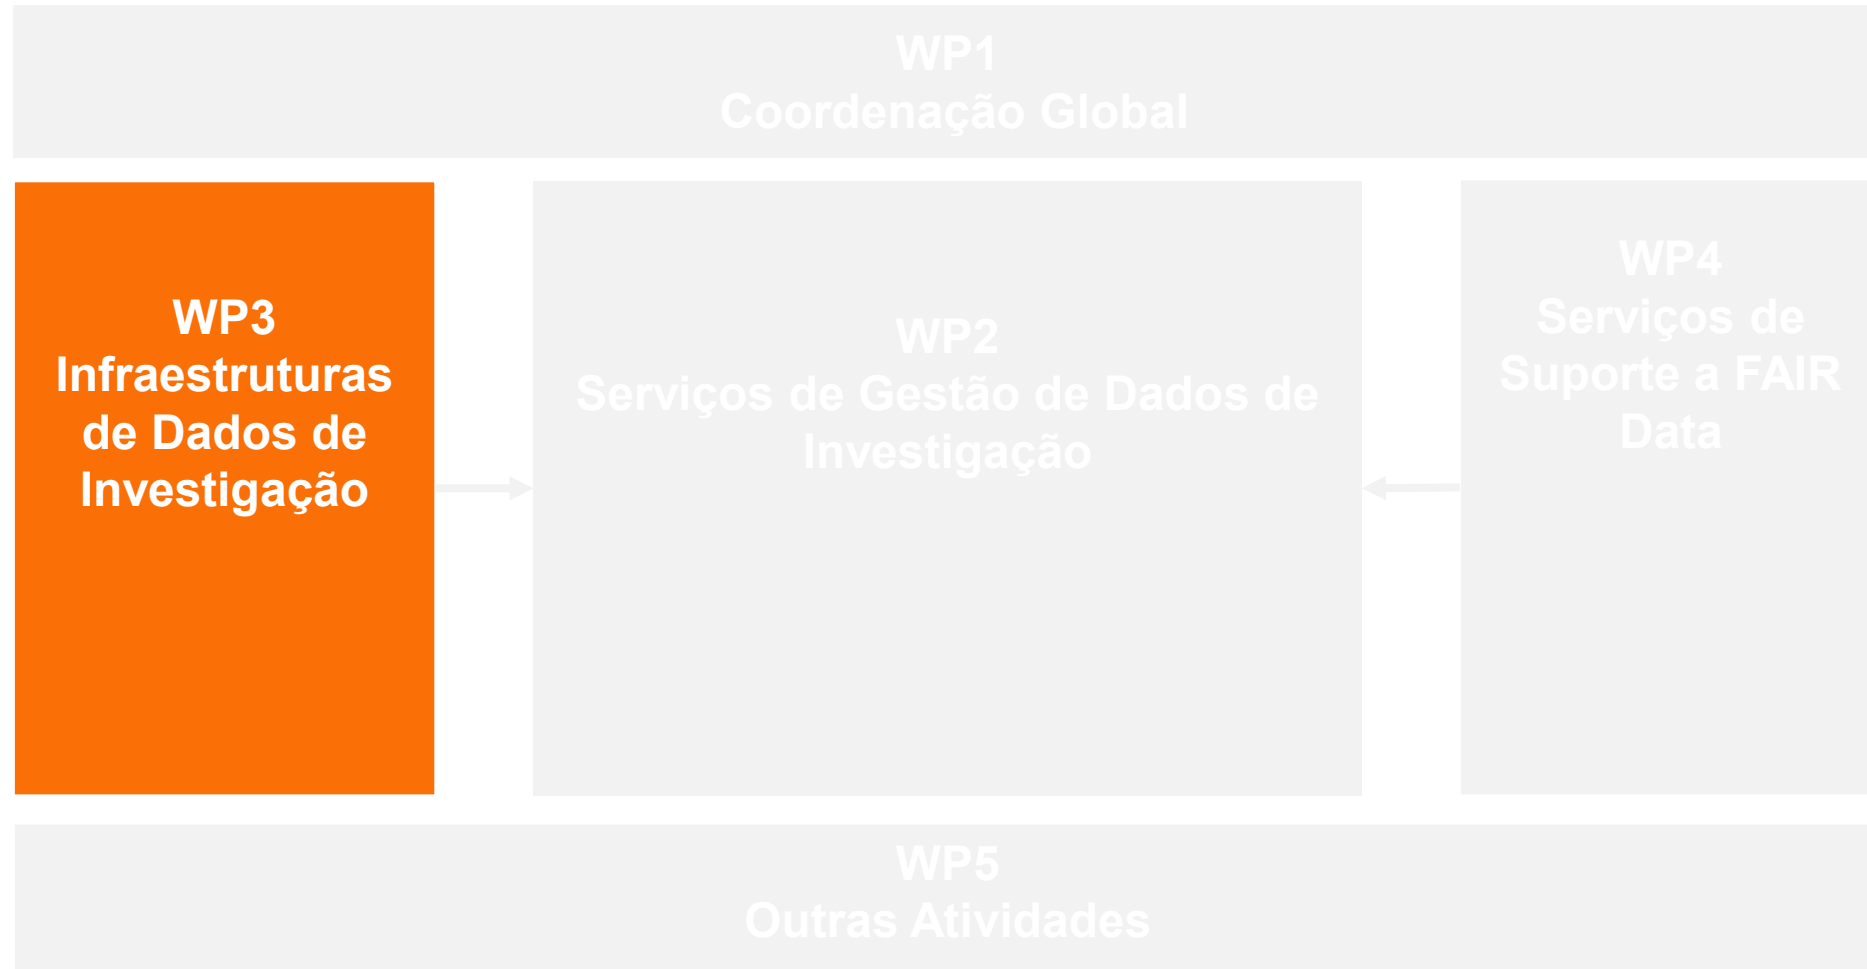 WP1
Coordenação Global
WP3
Infraestruturas
de Dados de
Investigação
WP2
Serviços de Gestão de Dados de
Investigação
WP4
Serviços de
Suporte a FAIR
Data
WP5
Outras Atividades